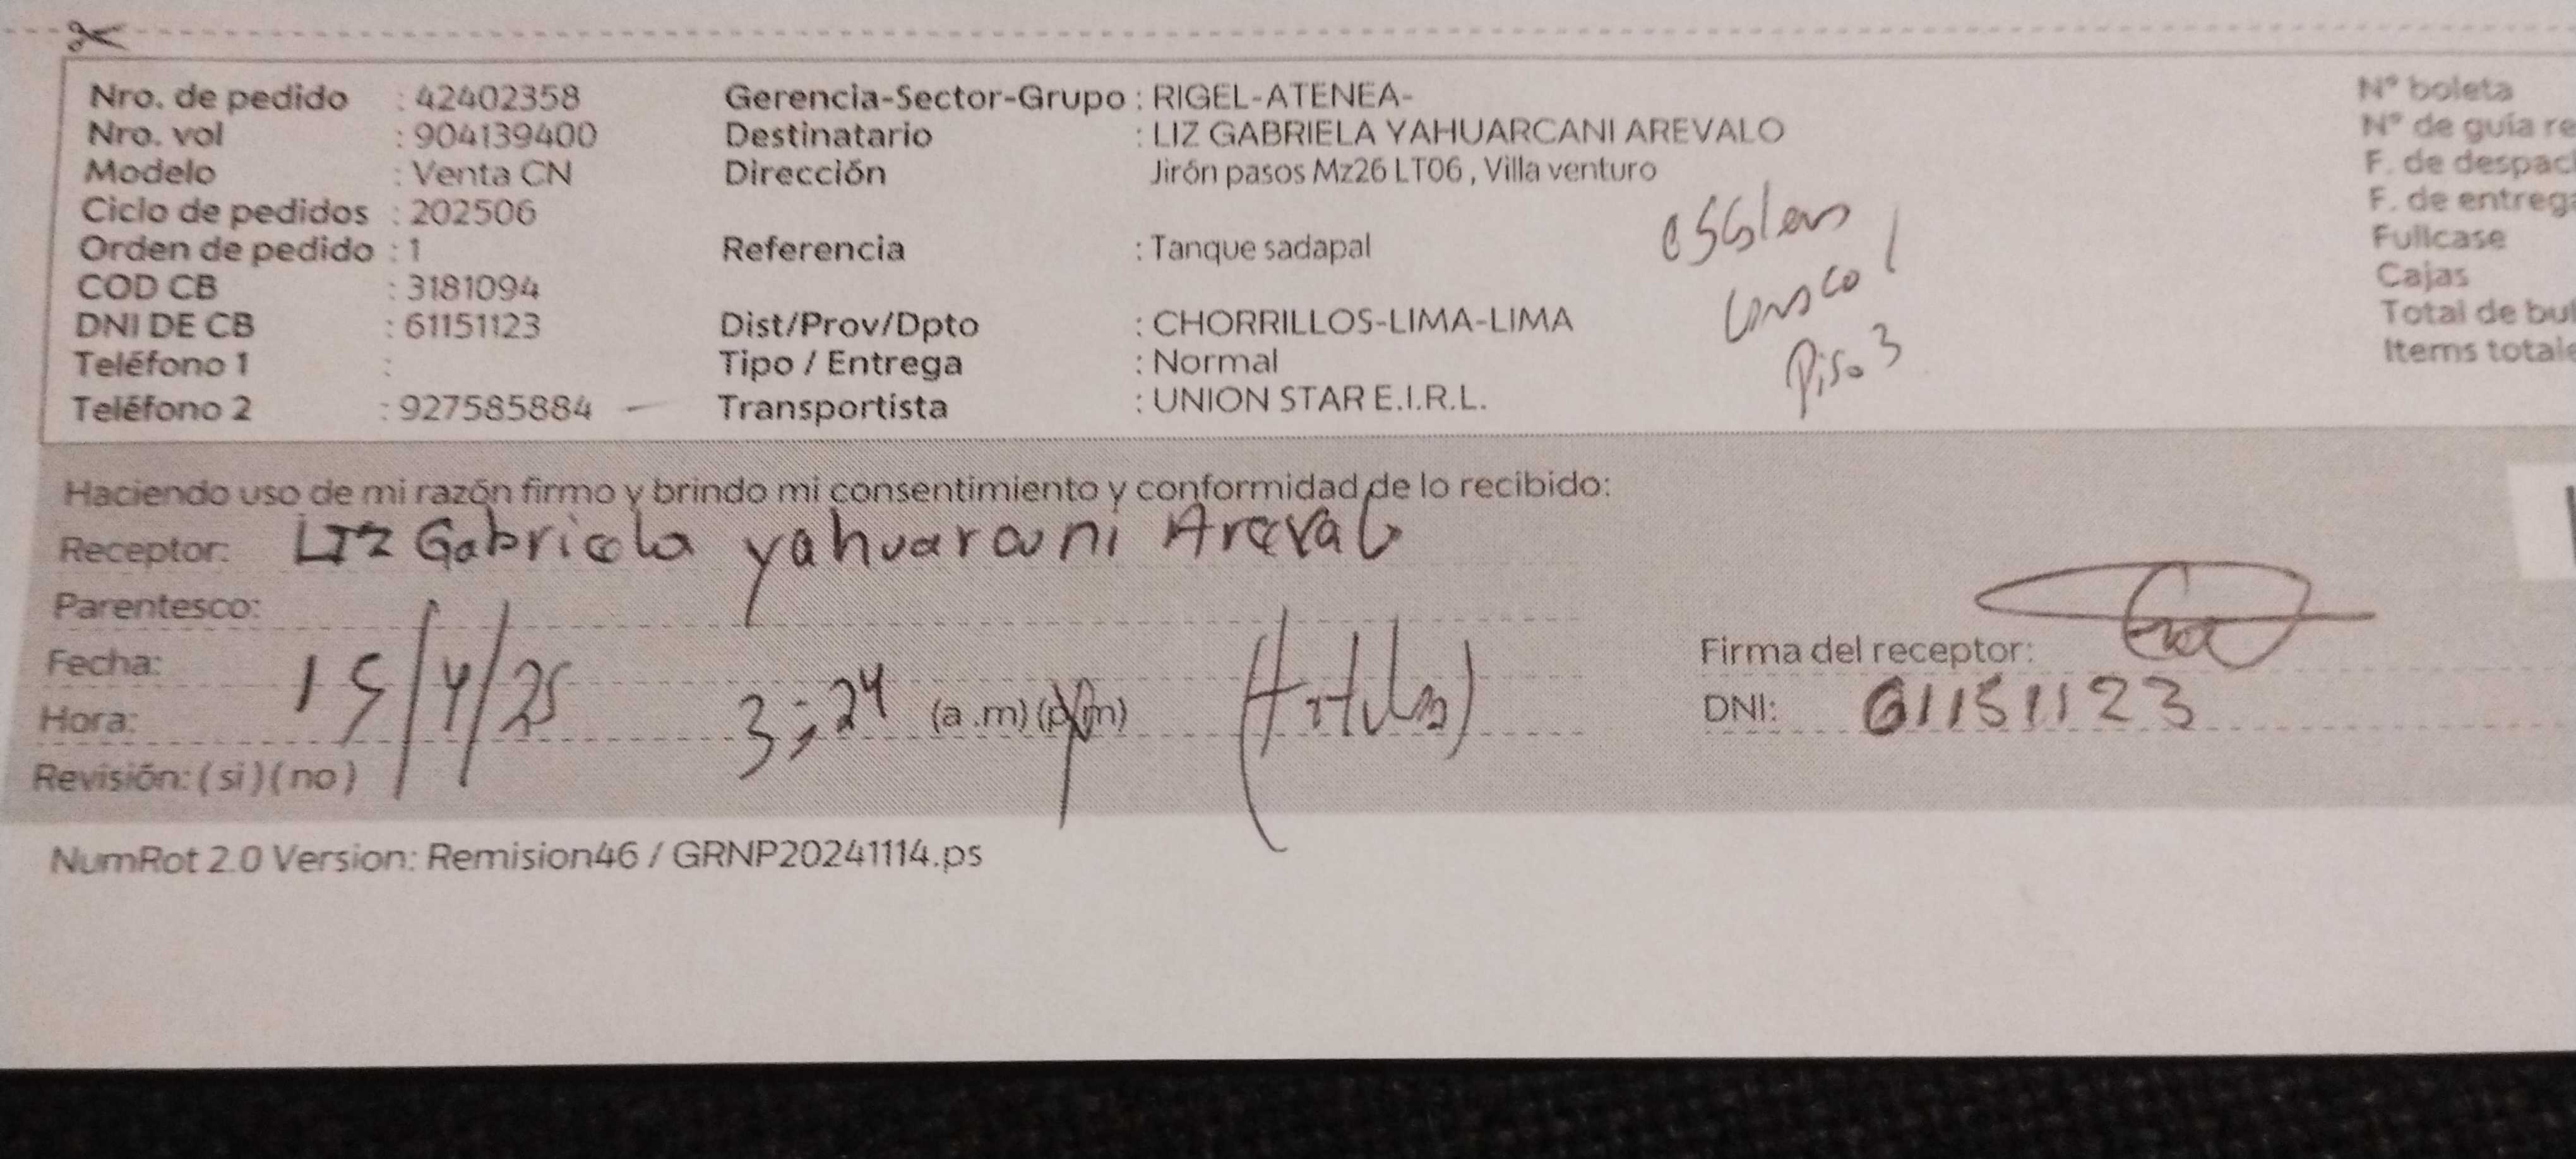 Nro. de pedido : 42402358 Gerencia-Sector-Grupo : RIGEL-ATENEA- N° boleta
Nro. vol : 904139400 Destinatario : LIZ GABRIELA YAHUARCANI AREVALO N° de guía re
Modelo : Venta CN Dirección Jirón pasos Mz26 LT06 , Villa venturo F. de despac
Ciclo de pedidos : 202506 F. de entrega
Orden de pedido : 1 Referencia : Tanque sadapal Fullcase
COD CB : 3181094 Cajas
DNI DE CB : 61151123 Dist/Prov/Dpto : CHORRILLOS-LIMA-LIMA Total de bul
Teléfono 1 : Tipo / Entrega : Normal Items totale
Teléfono 2 : 927585884 Transportista : UNION STAR E.I.R.L.
Piso 3
Haciendo uso de mi razón firmo y brindo mi consentimiento y conformidad de lo recibido:
Receptor: LIZ Gabriela yahuarcani Arevalo
Parentesco:
Fecha: 15/4/25 Firma del receptor:
Hora: 3:24 (a.m) (p.m) DNI: 61151123
Revisión: ( si ) ( no )
NumRot 2.0 Version: Remision46 / GRNP20241114.ps